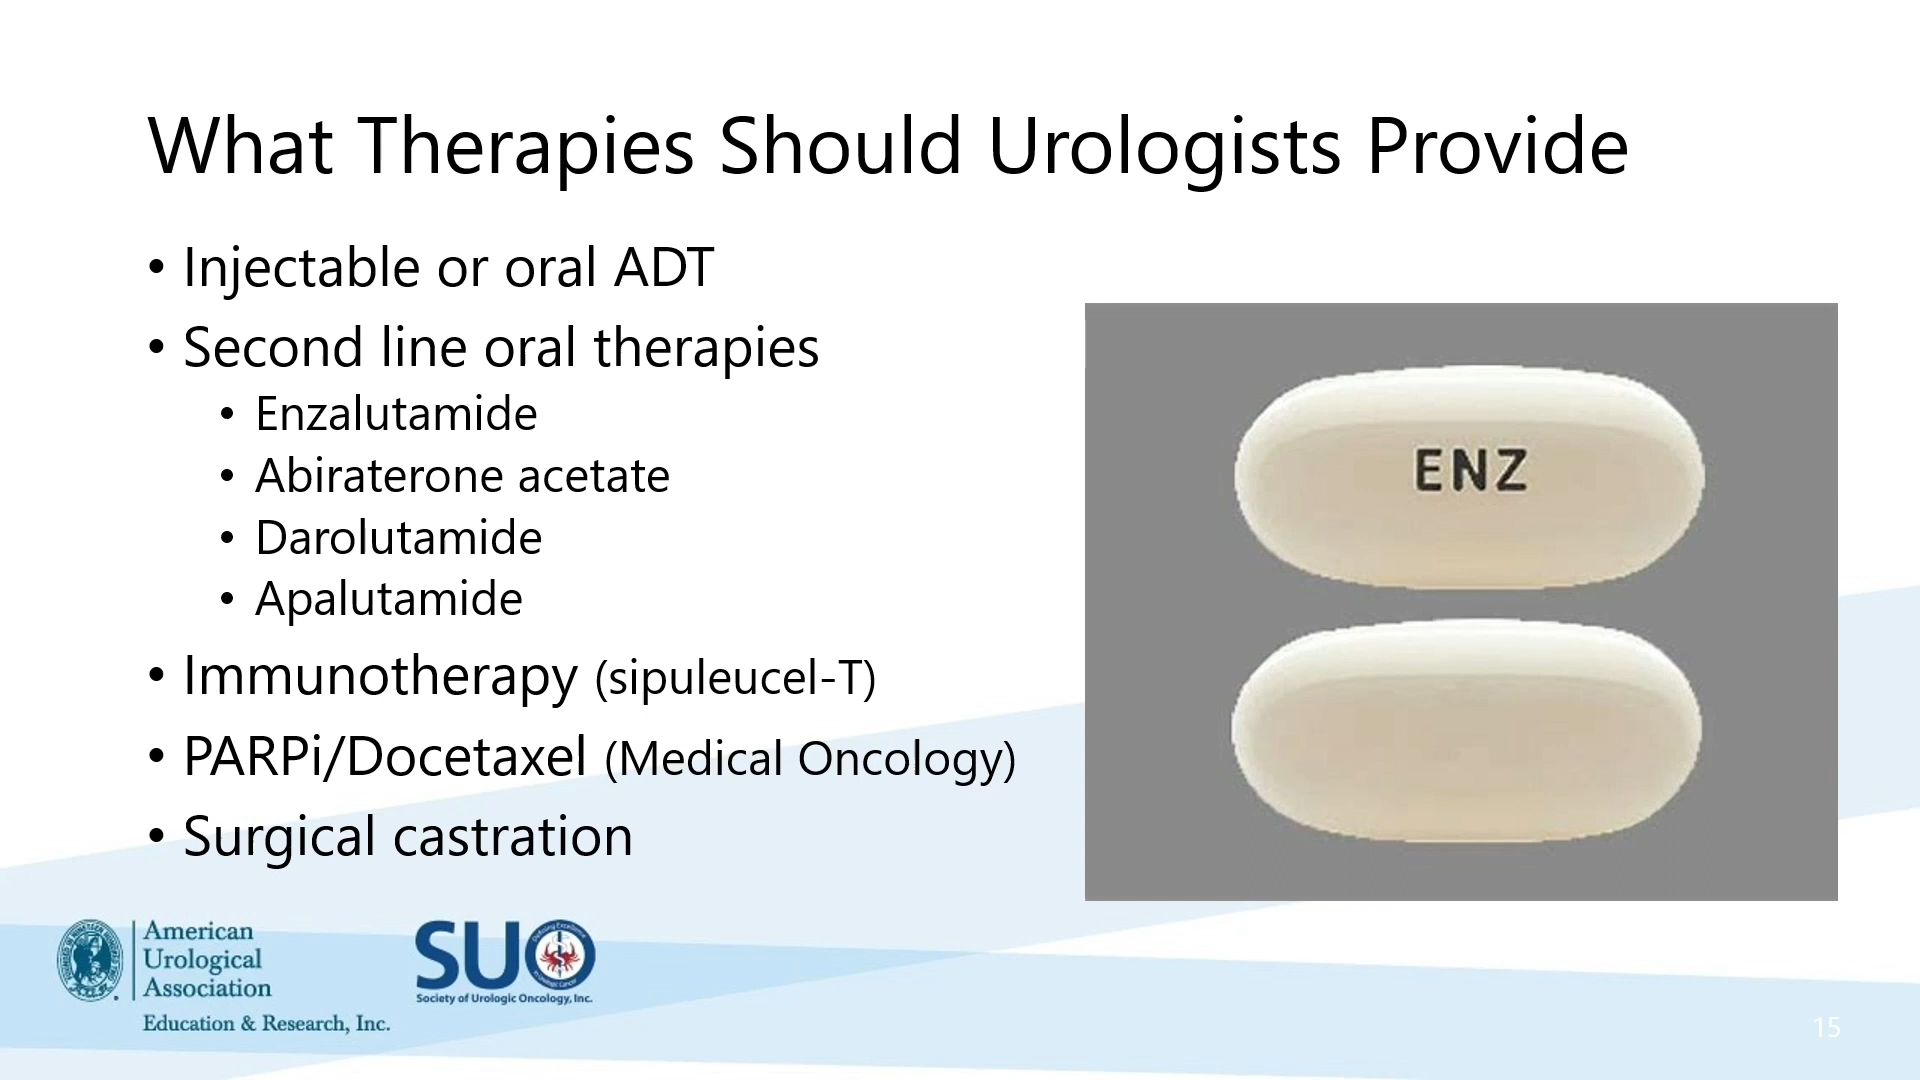 What Therapies Should Urologists Provide
• Injectable or oral ADT
• Second line oral therapies
• Enzalutamide
• Abiraterone acetate
• Darolutamide
• Apalutamide
• Immunotherapy (sipuleucel-T)
• PARPi/Docetaxel (Medical Oncology)
• Surgical castration
ENZ
American
Urological
Association
Education & Research, Inc.
SUO
Society of Urologic Oncology, Inc.
15